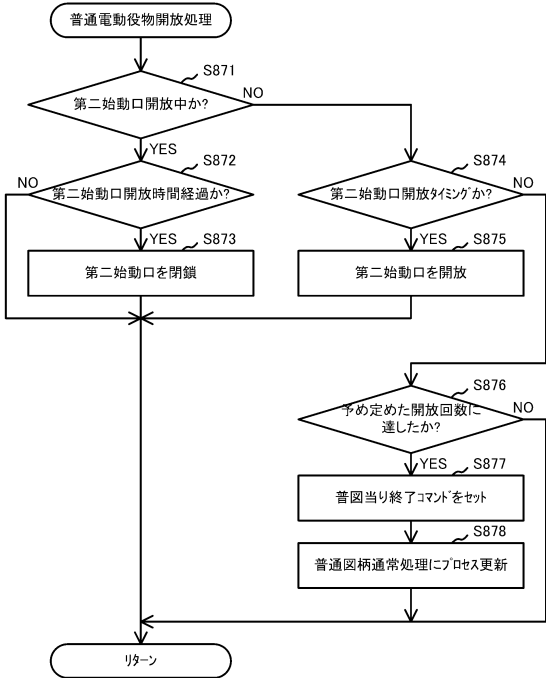 普通電動役物開放処理
S871
第二始動口開放中か?
NO
YES
S872
第二始動口開放時間経過か?
NO
YES
S873
第二始動口を閉鎖
S874
第二始動口開放ﾀｲﾐﾝｸﾞか?
NO
YES
S875
第二始動口を開放
S876
予め定めた開放回数に
達したか?
NO
YES
S877
普図当り終了ｺﾏﾝﾄﾞをｾｯﾄ
S878
普通図柄通常処理にﾌﾟﾛｾｽ更新
ﾘﾀｰﾝ